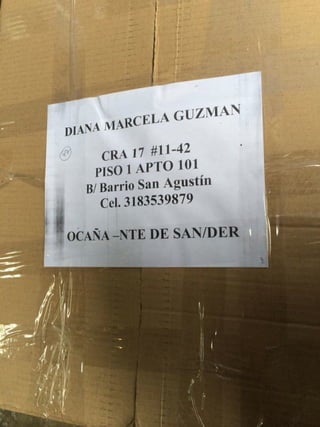 DIANA MARCELA GUZMAN
CRA 17 #11-42
PISO 1 APTO 101
B/ Barrio San Agustín
Cel. 3183539879
OCAÑA –NTE DE SAN/DER